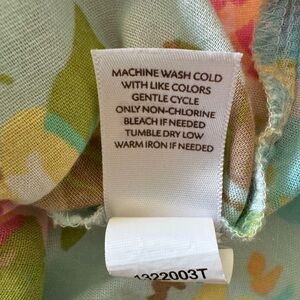 MACHINE WASH COLD
WITH LIKE COLORS
GENTLE CYCLE
ONLY NON-CHLORINE
BLEACH IF NEEDED
TUMBLE DRY LOW
WARM IRON IF NEEDED
1322003T